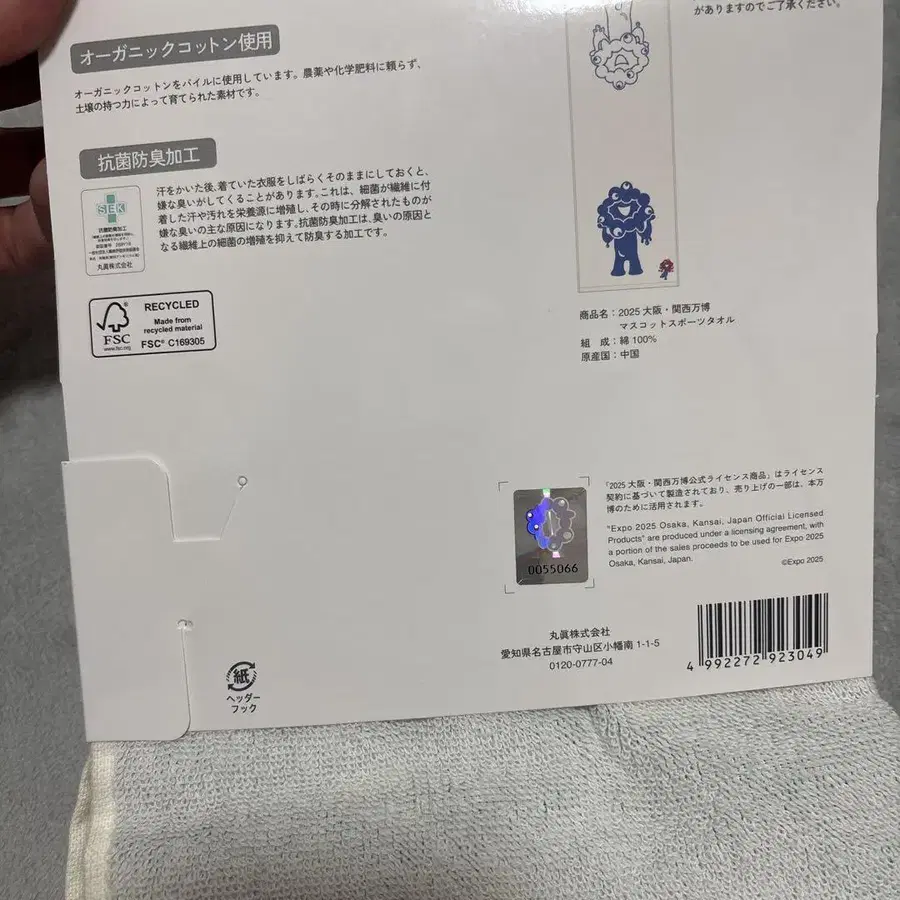 がありますのでご了承ください。
オーガニックコットン使用
オーガニックコットンをパイルに使用しています。農薬や化学肥料に頼らず、
土壌の持つ力によって育てられた素材です。
抗菌防臭加工
汗をかいた後、着ていた衣服をしばらくそのままにしておくと、
嫌な臭いがしてくることがあります。これは、細菌が繊維に付
着した汗や汚れを栄養源に増殖し、その時に分解されたものが
嫌な臭いの主な原因になります。抗菌防臭加工は、臭いの原因と
なる繊維上の細菌の増殖を抑えて防臭する加工です。
SEK
抗菌防臭加工
丸眞株式会社
FSC
www.fsc.org
RECYCLED
Made from
recycled material
FSC® C169305
商品名：2025 大阪・関西万博
マスコットスポーツタオル
組 成：綿 100%
原産国：中国
「2025 大阪・関西万博公式ライセンス商品」はライセンス
契約に基づいて製造されており、売り上げの一部は、本万
博のために活用されます。
"Expo 2025 Osaka, Kansai, Japan Official Licensed
Products" are produced under a licensing agreement, with
a portion of the sales proceeds to be used for Expo 2025
Osaka, Kansai, Japan.
©Expo 2025
0055066
丸眞株式会社
愛知県名古屋市守山区小幡南 1-1-5
0120-0777-04
4 992272 923049
紙
ヘッダー
フック